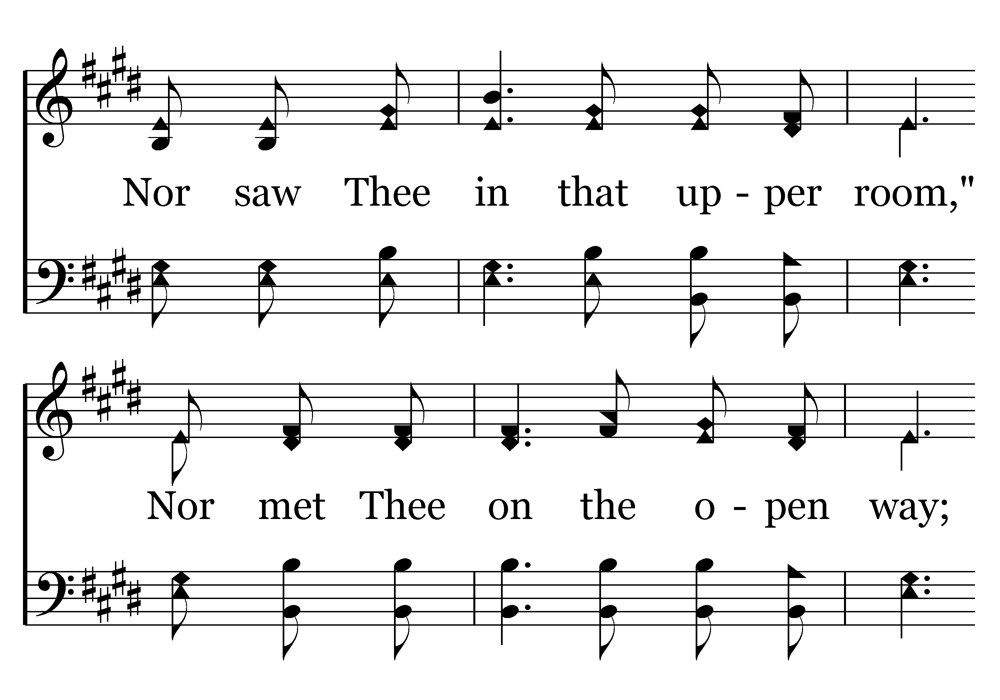 Nor saw Thee in that up - per room,"
Nor met Thee on the o - pen way;